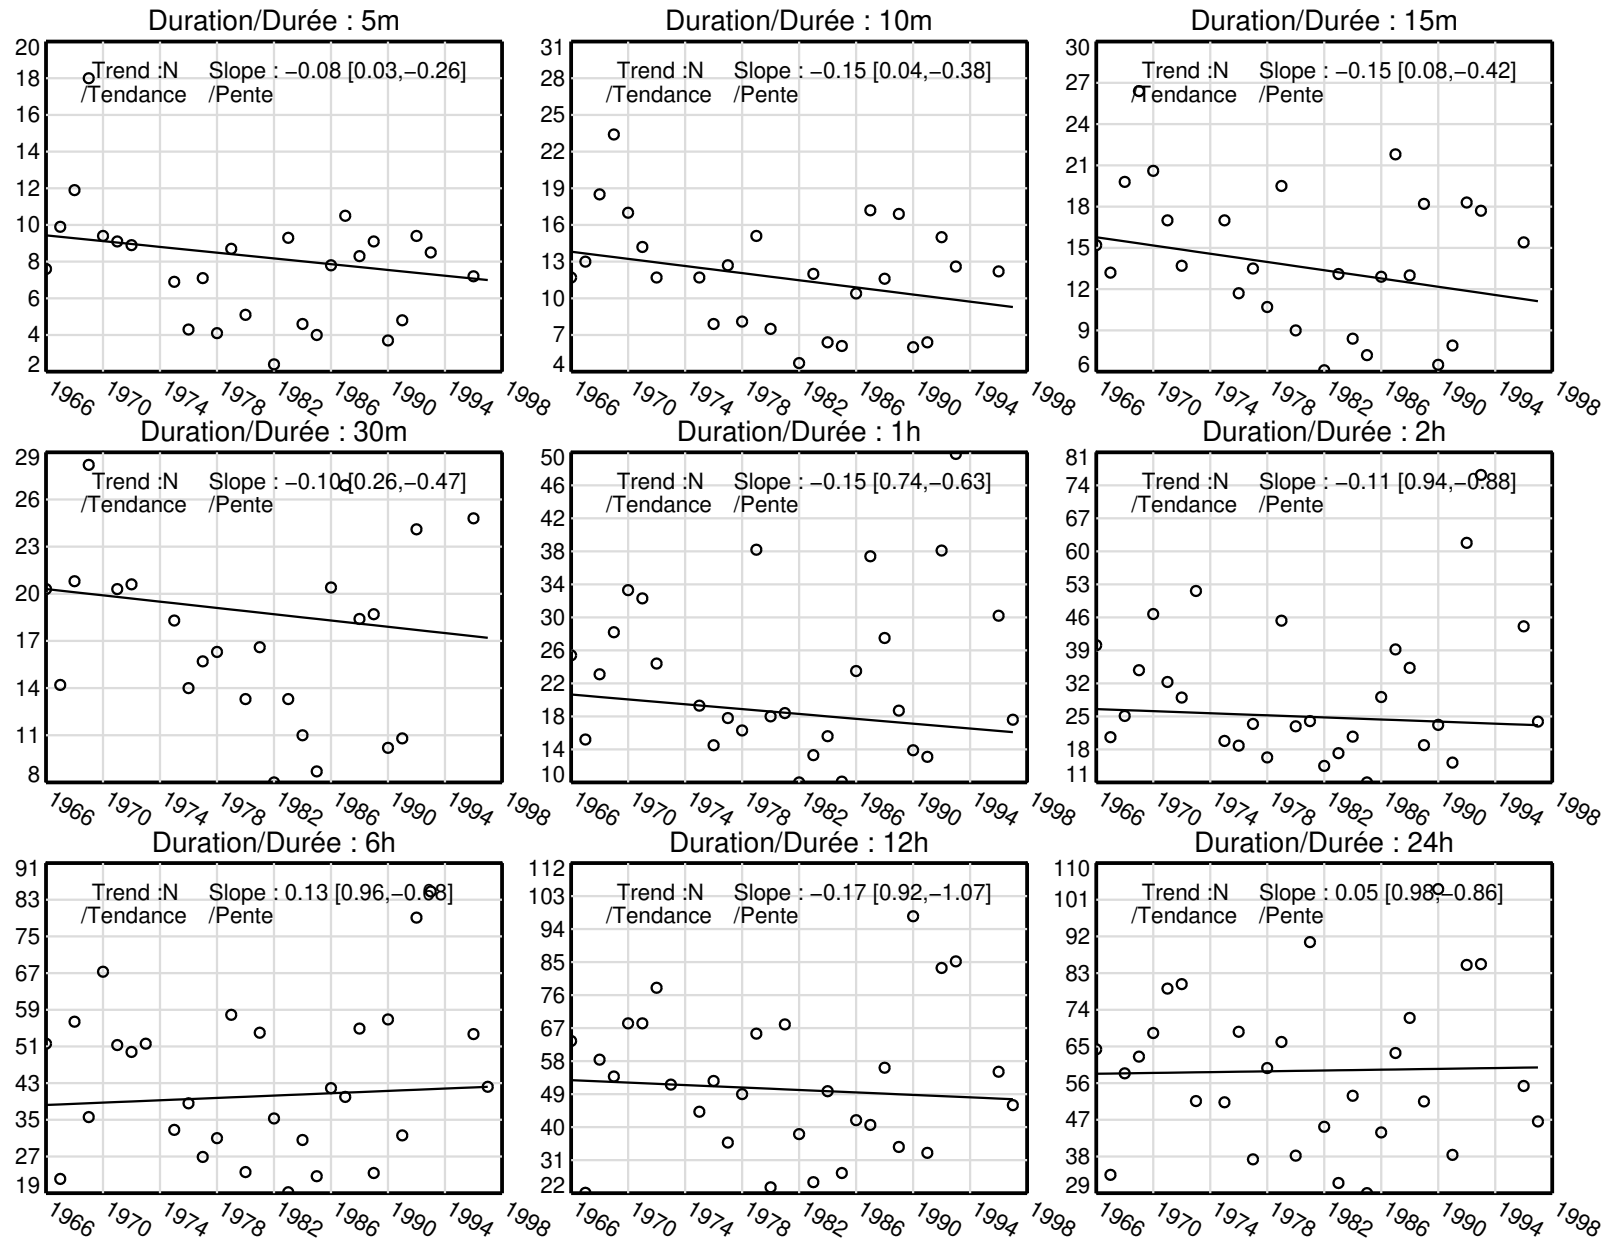 Duration/Durée : 5m
20
18
16
14
12
10
8
6
4
2
Trend :N Slope : −0.08 [0.03,−0.26]
/Tendance /Pente
1966 1970 1974 1978 1982 1986 1990 1994 1998
Duration/Durée : 10m
31
28
25
22
19
16
13
10
7
4
Trend :N Slope : −0.15 [0.04,−0.38]
/Tendance /Pente
1966 1970 1974 1978 1982 1986 1990 1994 1998
Duration/Durée : 15m
30
27
24
21
18
15
12
9
6
Trend :N Slope : −0.15 [0.08,−0.42]
/Tendance /Pente
1966 1970 1974 1978 1982 1986 1990 1994 1998
Duration/Durée : 30m
29
26
23
20
17
14
11
8
Trend :N Slope : −0.10 [0.26,−0.47]
/Tendance /Pente
1966 1970 1974 1978 1982 1986 1990 1994 1998
Duration/Durée : 1h
50
46
42
38
34
30
26
22
18
14
10
Trend :N Slope : −0.15 [0.74,−0.63]
/Tendance /Pente
1966 1970 1974 1978 1982 1986 1990 1994 1998
Duration/Durée : 2h
81
74
67
60
53
46
39
32
25
18
11
Trend :N Slope : −0.11 [0.94,−0.88]
/Tendance /Pente
1966 1970 1974 1978 1982 1986 1990 1994 1998
Duration/Durée : 6h
91
83
75
67
59
51
43
35
27
19
Trend :N Slope : 0.13 [0.96,−0.68]
/Tendance /Pente
1966 1970 1974 1978 1982 1986 1990 1994 1998
Duration/Durée : 12h
112
103
94
85
76
67
58
49
40
31
22
Trend :N Slope : −0.17 [0.92,−1.07]
/Tendance /Pente
1966 1970 1974 1978 1982 1986 1990 1994 1998
Duration/Durée : 24h
110
101
92
83
74
65
56
47
38
29
Trend :N Slope : 0.05 [0.98,−0.86]
/Tendance /Pente
1966 1970 1974 1978 1982 1986 1990 1994 1998